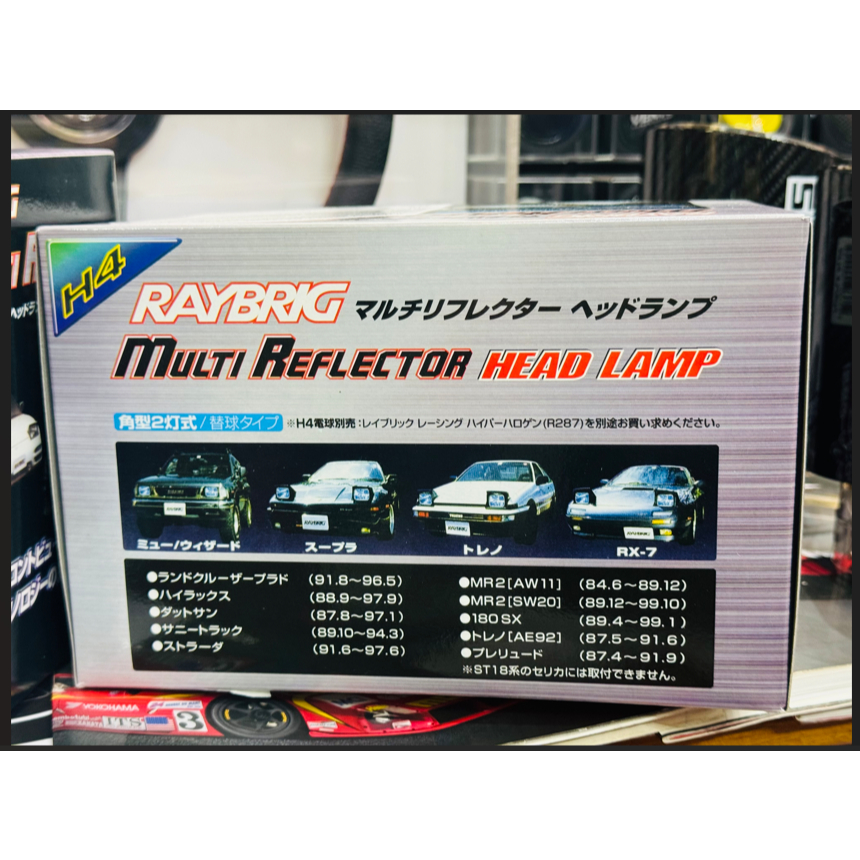 H4
RAYBRIG マルチリフレクター ヘッドランプ
MULTI REFLECTOR HEAD LAMP
角型2灯式/替球タイプ ※H4電球別売:レイブリック レーシング ハイパーハロゲン(R287)を別途お買い求めください。
RAYBRIG
RAYBRIG
ミュー/ウィザード スープラ トレノ RX-7
●ランドクルーザープラド (91.8〜96.5)
●ハイラックス (88.9〜97.9)
●ダットサン (87.8〜97.1)
●サニートラック (89.10〜94.3)
●ストラーダ (91.6〜97.6)
●MR2[AW11] (84.6〜89.12)
●MR2[SW20] (89.12〜99.10)
●180SX (89.4〜99.1)
●トレノ[AE92] (87.5〜91.6)
●プレリュード (87.4〜91.9)
※ST18系のセリカには取付できません。
YOKOHAMA
3